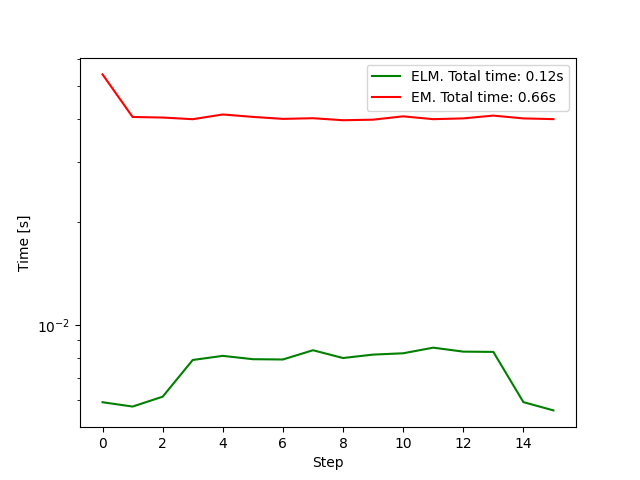 ELM. Total time: 0.12s
EM. Total time: 0.66s
Time [s]
10⁻²
0 2 4 6 8 10 12 14
Step